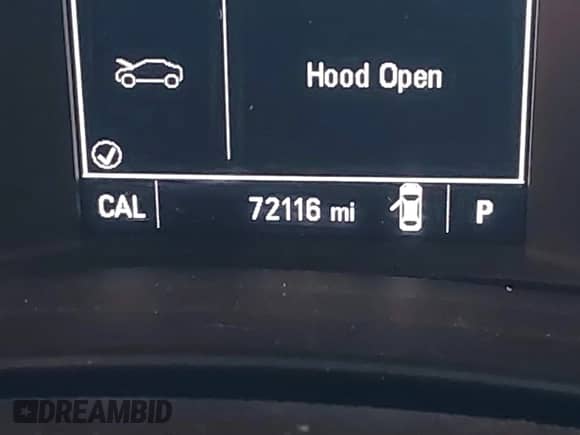 Hood Open
CAL 72116 mi P
DREAMBID